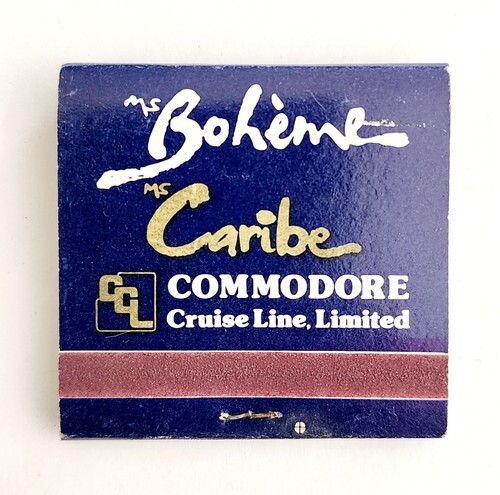 MS Bohème
MS Caribe
CCL
COMMODORE
Cruise Line, Limited